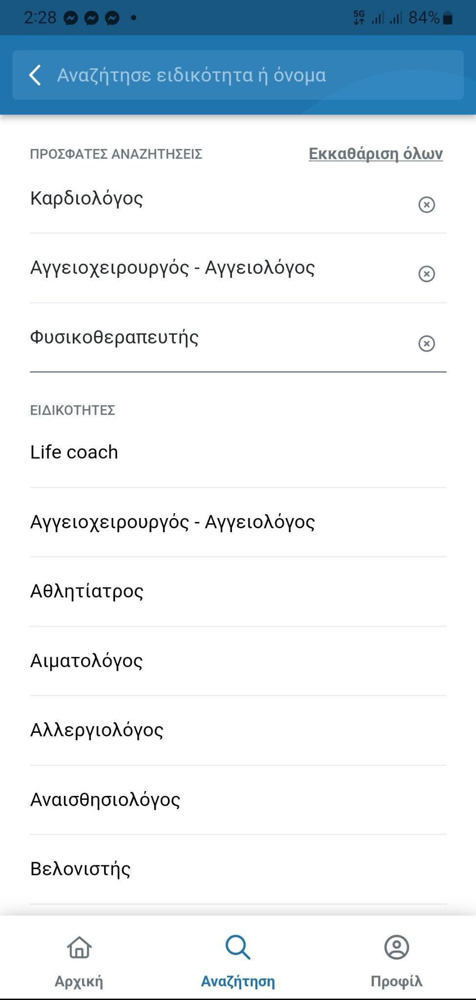 2:28
5G
84%
Αναζήτησε ειδικότητα ή όνομα
ΠΡΟΣΦΑΤΕΣ ΑΝΑΖΗΤΗΣΕΙΣ
Εκκαθάριση όλων
Καρδιολόγος
Αγγειοχειρουργός - Αγγειολόγος
Φυσικοθεραπευτής
ΕΙΔΙΚΟΤΗΤΕΣ
Life coach
Αγγειοχειρουργός - Αγγειολόγος
Αθλητίατρος
Αιματολόγος
Αλλεργιολόγος
Αναισθησιολόγος
Βελονιστής
Αρχική
Αναζήτηση
Προφίλ